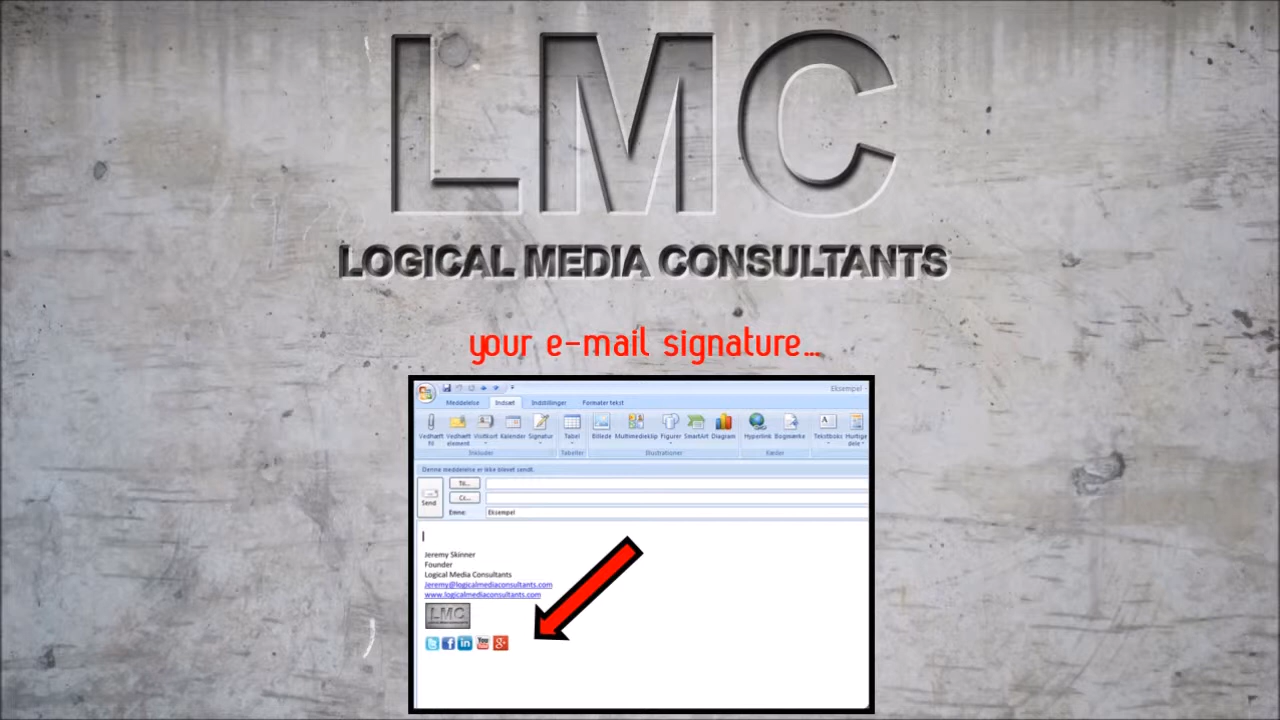 LMC
LOGICAL MEDIA CONSULTANTS
your e-mail signature...
Eksempel -
Meddelelse Indsæt Indstillinger Formater tekst
Vedhæft fil Vedhæft element Visitkort Kalender Signatur Tabel Billede Multimedieklip Figurer SmartArt Diagram Hyperlink Bogmærke Tekstboks Hurtige dele
Inkluder Tabeller Illustrationer Kæder
Denne meddelelse er ikke blevet sendt.
Til...
Send
Cc...
Emne: Eksempel
Jeremy Skinner
Founder
Logical Media Consultants
Jeremy@logicalmediaconsultants.com
www.logicalmediaconsultants.com
LMC
You